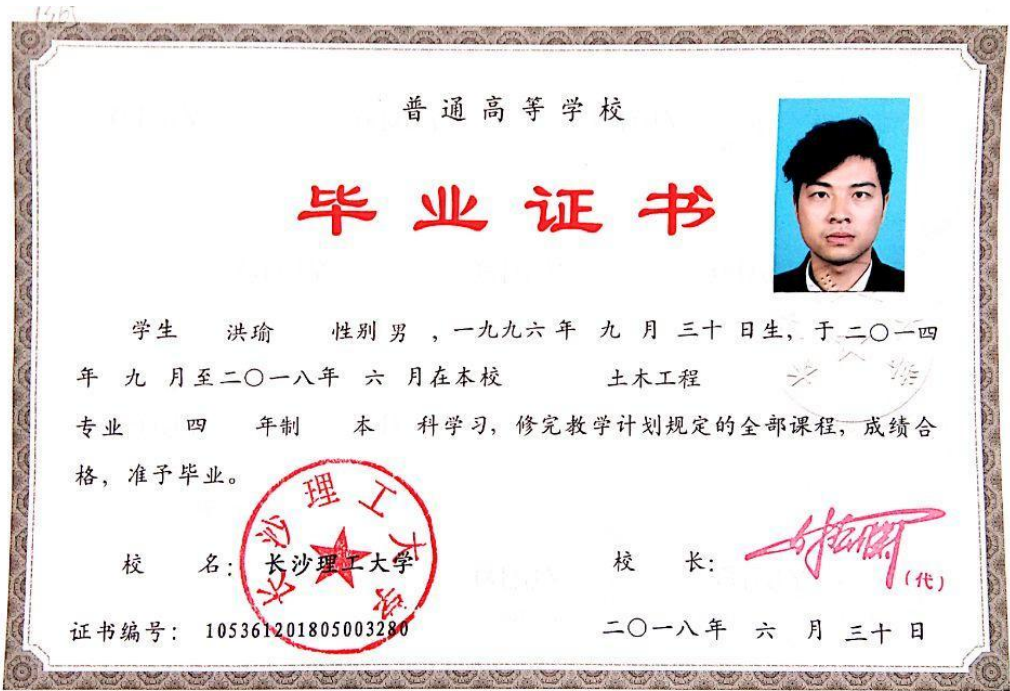 普通高等学校
毕业证书
学生 洪瑜 性别 男 ，一九九六年 九 月 三十 日生，于二〇一四
年 九 月至二〇一八年 六 月在本校 土木工程
专业 四 年制 本 科学习，修完教学计划规定的全部课程，成绩合
格，准予毕业。
校 名：长沙理工大学
校 长：
（代）
长沙理工大学
证书编号：105361201805003280
二〇一八年 六 月 三十 日